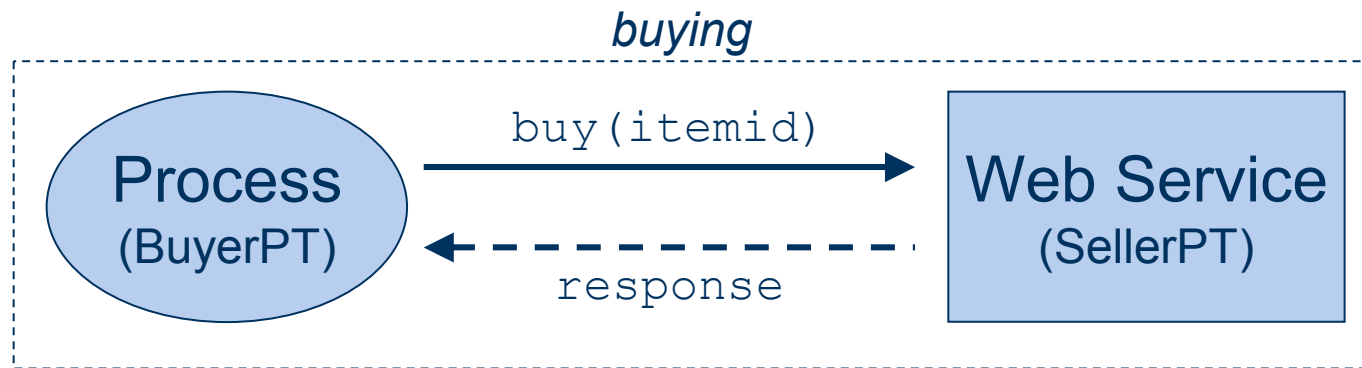 buying
Process
(BuyerPT)
buy(itemid)
response
Web Service
(SellerPT)